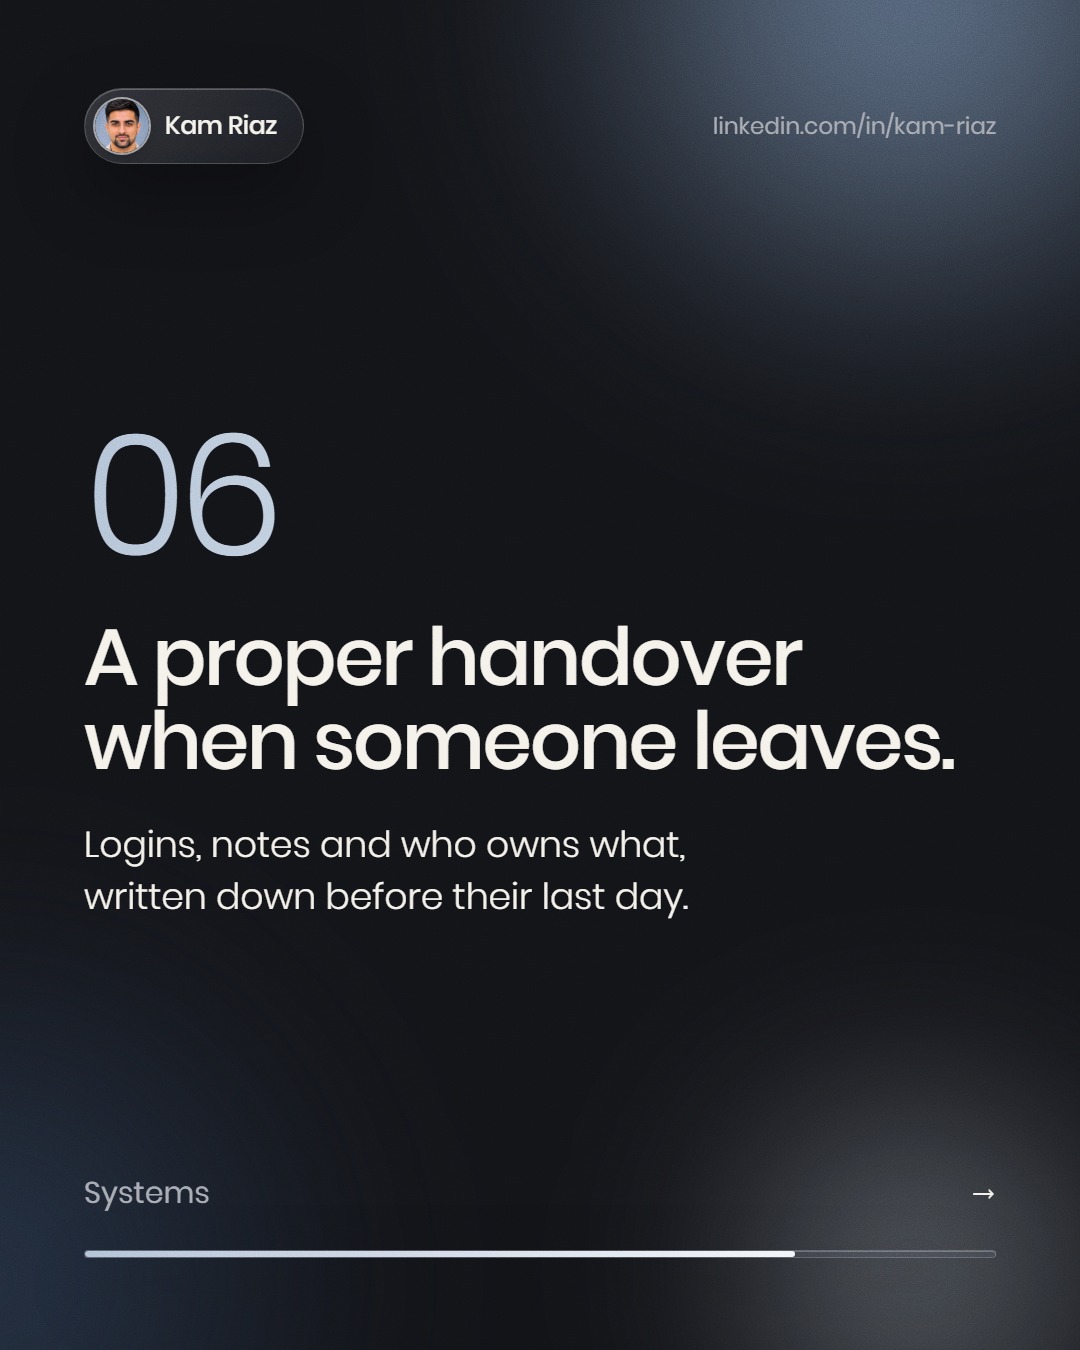 Kam Riaz
linkedin.com/in/kam-riaz
06
A proper handover
when someone leaves.
Logins, notes and who owns what,
written down before their last day.
Systems
→